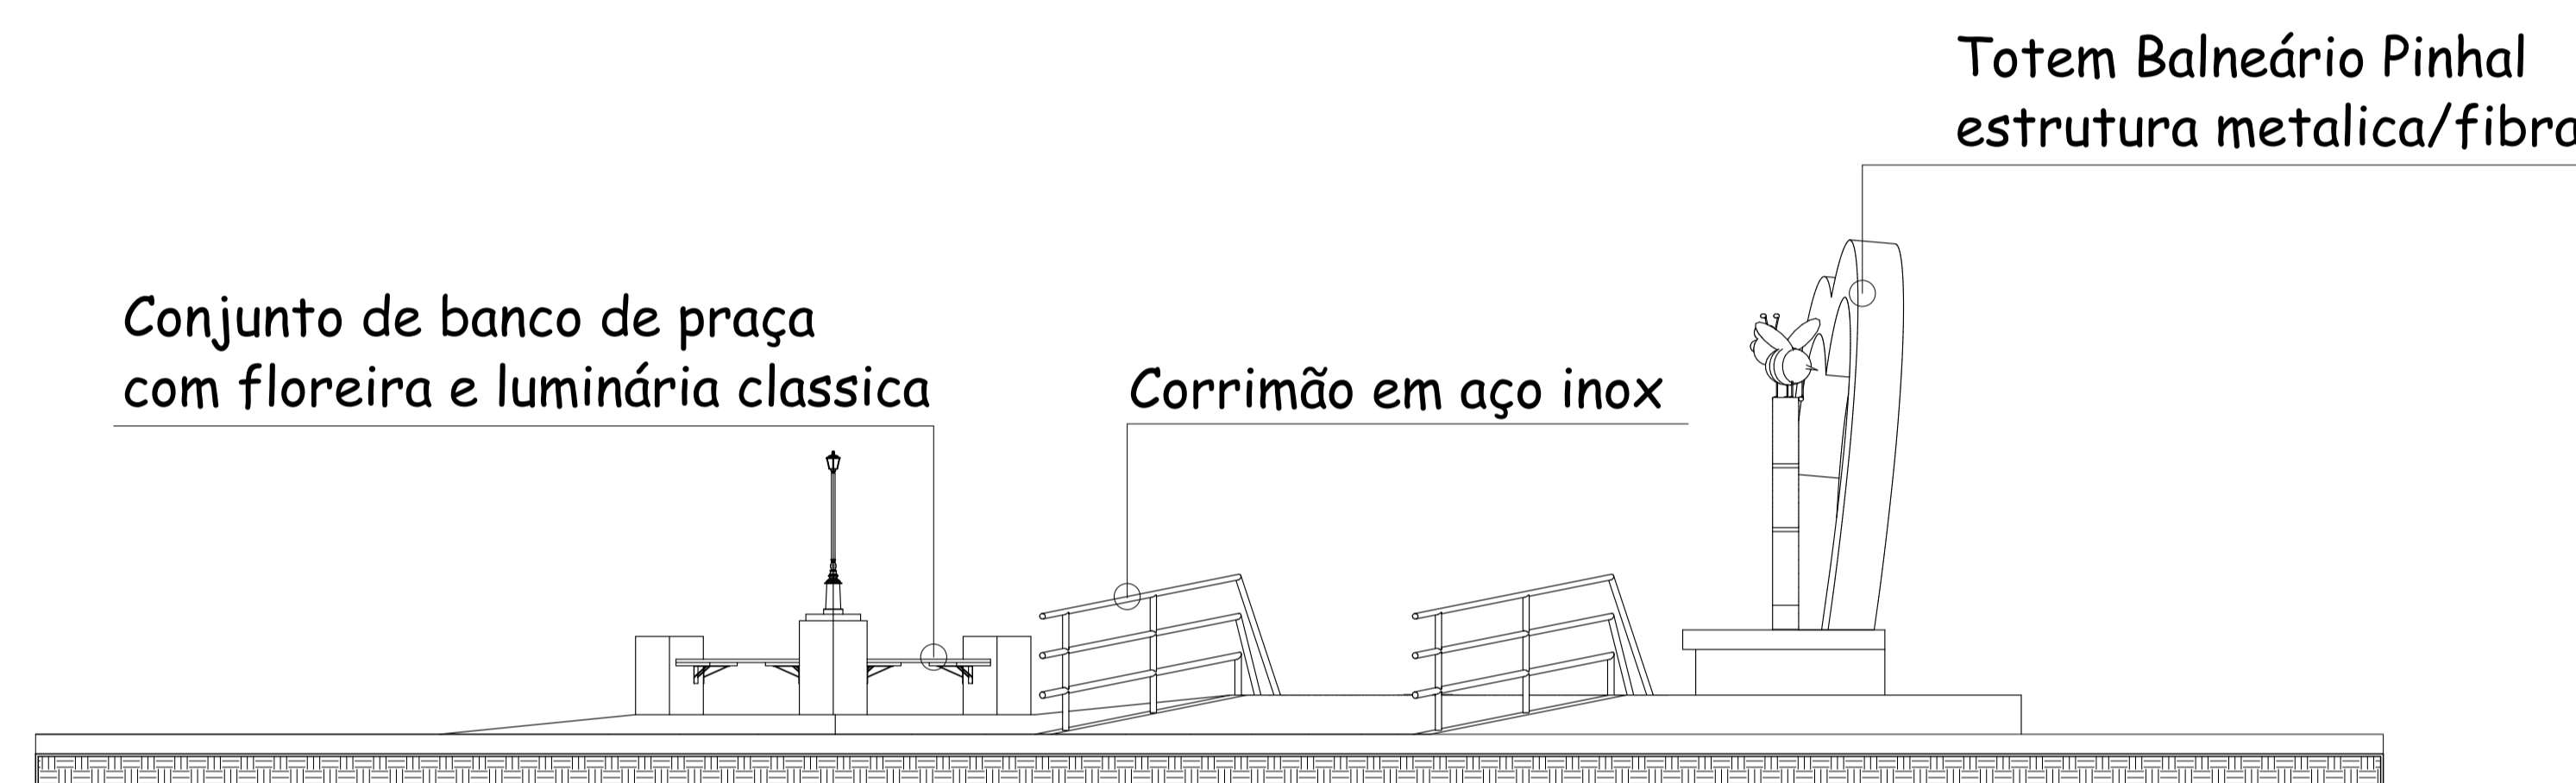 Totem Balneário Pinhal
estrutura metalica/fibra
Conjunto de banco de praça
com floreira e luminária classica
Corrimão em aço inox